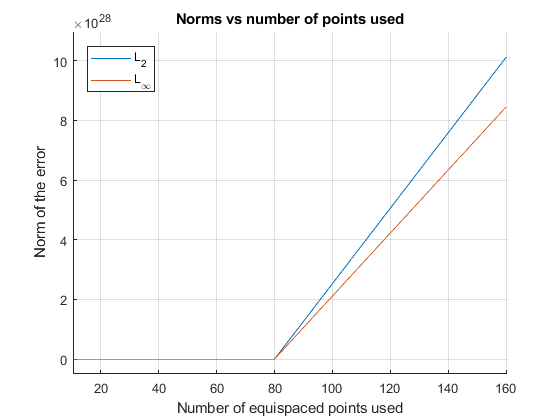 Norms vs number of points used
×10^28
L_2
L_∞
10
8
6
4
2
0
Norm of the error
20 40 60 80 100 120 140 160
Number of equispaced points used